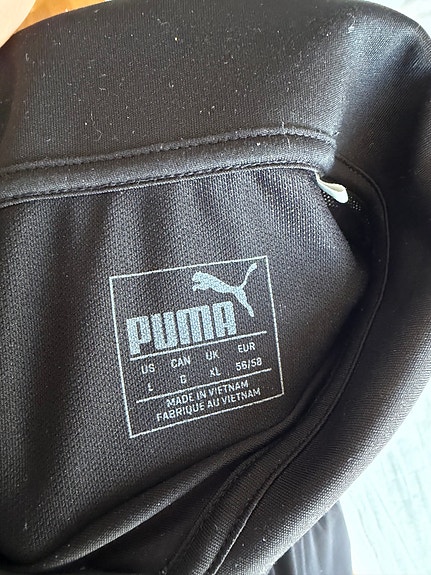 PUMA
US CAN UK EUR
L G XL 56/58
MADE IN VIETNAM
FABRIQUE AU VIETNAM